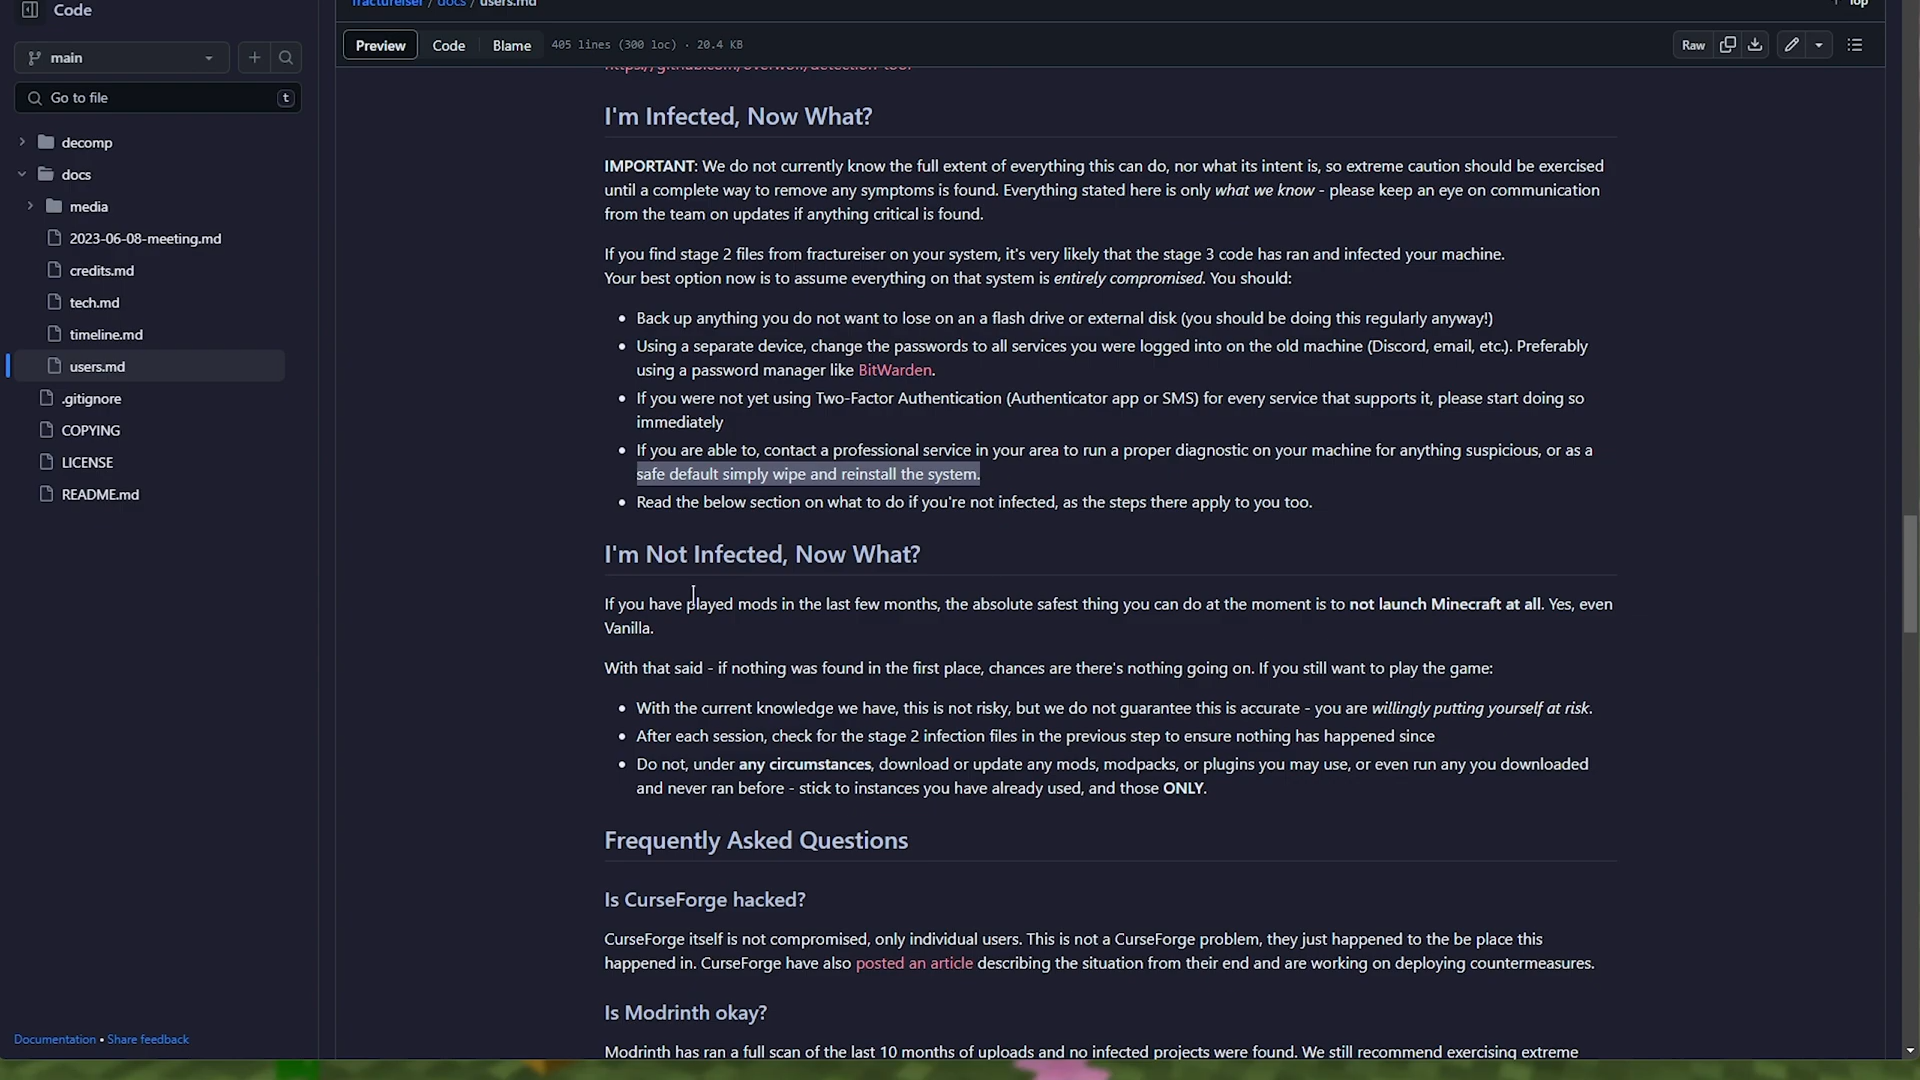 Code
fractureiser / docs / users.md
Top
main
Preview Code Blame 405 lines (300 loc) · 20.4 KB
Raw
Go to file t
decomp
docs
media
2023-06-08-meeting.md
credits.md
tech.md
timeline.md
users.md
.gitignore
COPYING
LICENSE
README.md
Documentation • Share feedback
https://github.com/overwolf/detection-tool
I'm Infected, Now What?
IMPORTANT: We do not currently know the full extent of everything this can do, nor what its intent is, so extreme caution should be exercised
until a complete way to remove any symptoms is found. Everything stated here is only what we know - please keep an eye on communication
from the team on updates if anything critical is found.
If you find stage 2 files from fractureiser on your system, it's very likely that the stage 3 code has ran and infected your machine.
Your best option now is to assume everything on that system is entirely compromised. You should:
• Back up anything you do not want to lose on an a flash drive or external disk (you should be doing this regularly anyway!)
• Using a separate device, change the passwords to all services you were logged into on the old machine (Discord, email, etc.). Preferably
using a password manager like BitWarden.
• If you were not yet using Two-Factor Authentication (Authenticator app or SMS) for every service that supports it, please start doing so
immediately
• If you are able to, contact a professional service in your area to run a proper diagnostic on your machine for anything suspicious, or as a
safe default simply wipe and reinstall the system.
• Read the below section on what to do if you're not infected, as the steps there apply to you too.
I'm Not Infected, Now What?
If you have played mods in the last few months, the absolute safest thing you can do at the moment is to not launch Minecraft at all. Yes, even
Vanilla.
With that said - if nothing was found in the first place, chances are there's nothing going on. If you still want to play the game:
• With the current knowledge we have, this is not risky, but we do not guarantee this is accurate - you are willingly putting yourself at risk.
• After each session, check for the stage 2 infection files in the previous step to ensure nothing has happened since
• Do not, under any circumstances, download or update any mods, modpacks, or plugins you may use, or even run any you downloaded
and never ran before - stick to instances you have already used, and those ONLY.
Frequently Asked Questions
Is CurseForge hacked?
CurseForge itself is not compromised, only individual users. This is not a CurseForge problem, they just happened to the be place this
happened in. CurseForge have also posted an article describing the situation from their end and are working on deploying countermeasures.
Is Modrinth okay?
Modrinth has ran a full scan of the last 10 months of uploads and no infected projects were found. We still recommend exercising extreme